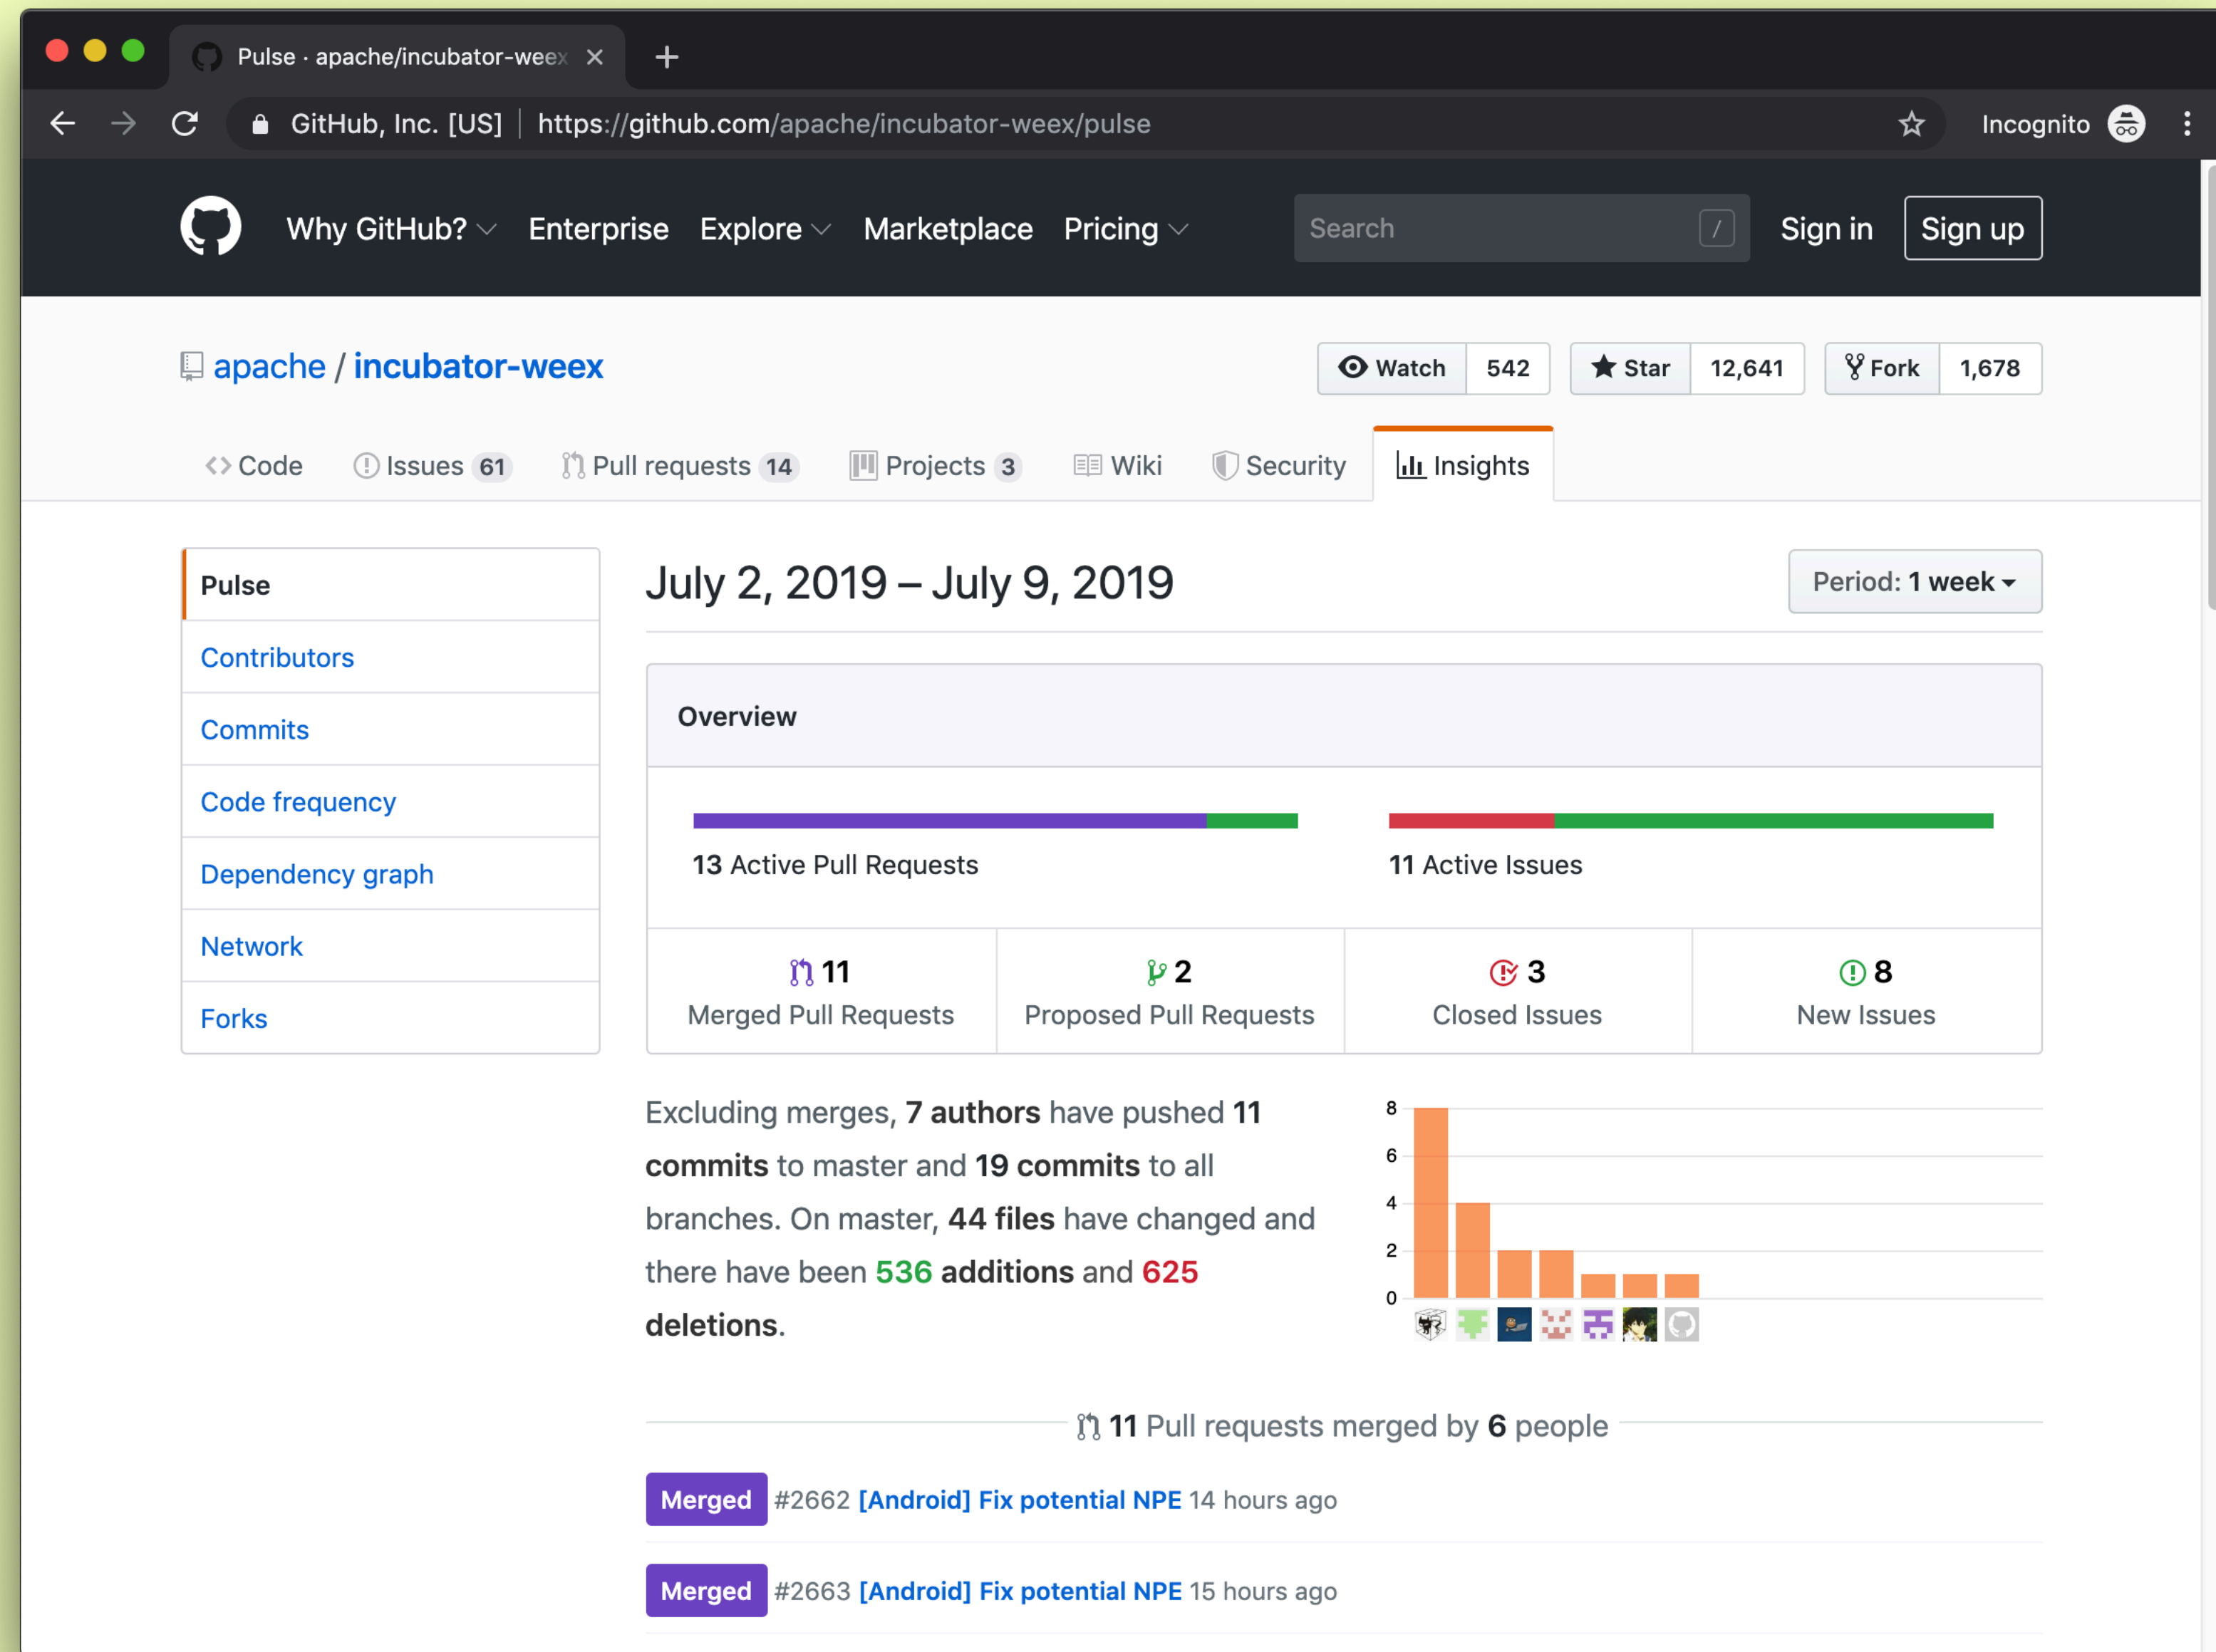 Pulse · apache/incubator-weex
GitHub, Inc. [US] | https://github.com/apache/incubator-weex/pulse
Incognito
Why GitHub? Enterprise Explore Marketplace Pricing
Search /
Sign in Sign up
apache / incubator-weex
Watch 542 Star 12,641 Fork 1,678
Code Issues 61 Pull requests 14 Projects 3 Wiki Security Insights
Pulse
Contributors
Commits
Code frequency
Dependency graph
Network
Forks
July 2, 2019 – July 9, 2019
Period: 1 week
Overview
13 Active Pull Requests
11 Active Issues
11
Merged Pull Requests
2
Proposed Pull Requests
3
Closed Issues
8
New Issues
Excluding merges, 7 authors have pushed 11
commits to master and 19 commits to all
branches. On master, 44 files have changed and
there have been 536 additions and 625
deletions.
8
6
4
2
0
11 Pull requests merged by 6 people
Merged #2662 [Android] Fix potential NPE 14 hours ago
Merged #2663 [Android] Fix potential NPE 15 hours ago